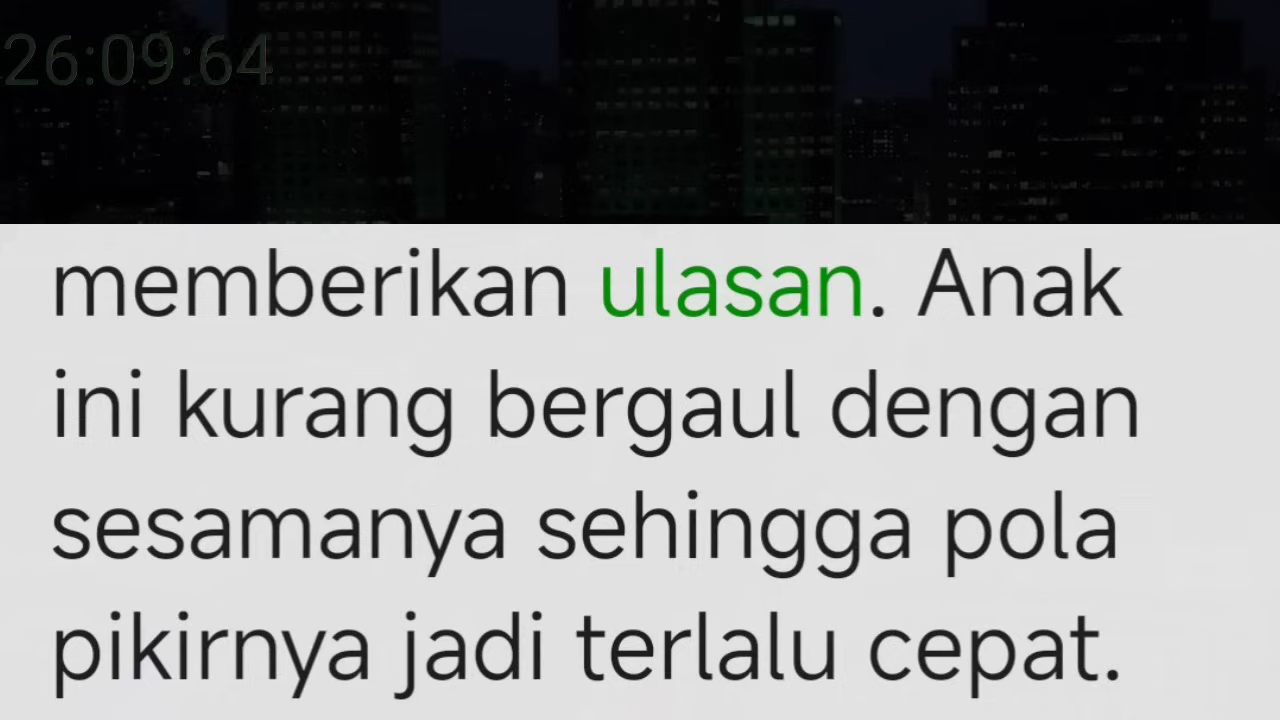 26:09:64
memberikan ulasan. Anak
ini kurang bergaul dengan
sesamanya sehingga pola
pikirnya jadi terlalu cepat.